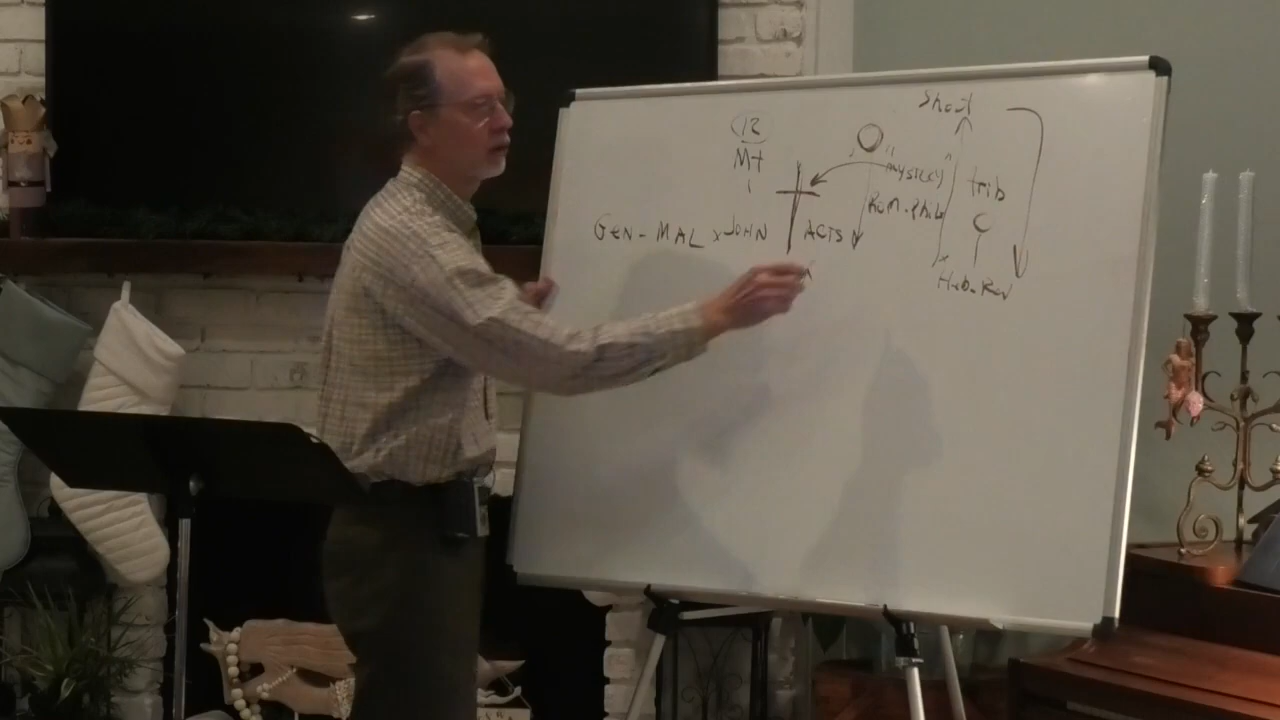 Shout
12
Mt
"mystery"
trib
Rom-Phil
GEN - MAL x JOHN ACTS
Heb-Rev